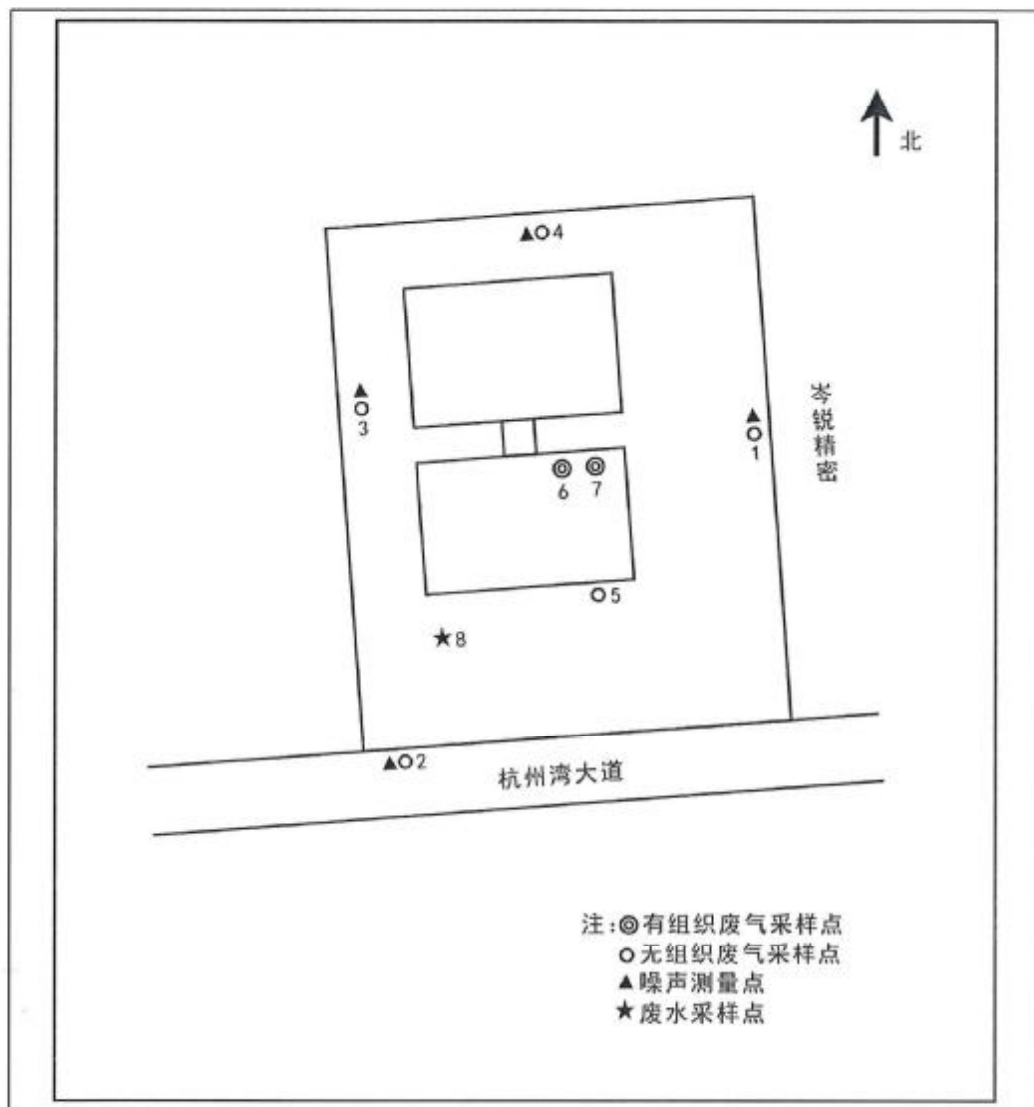 北
▲○4
▲
○
3
▲
○
1
岑锐精密
◎ ◎
6 7
○5
★8
▲○2
杭州湾大道
注:◎有组织废气采样点
○无组织废气采样点
▲噪声测量点
★废水采样点